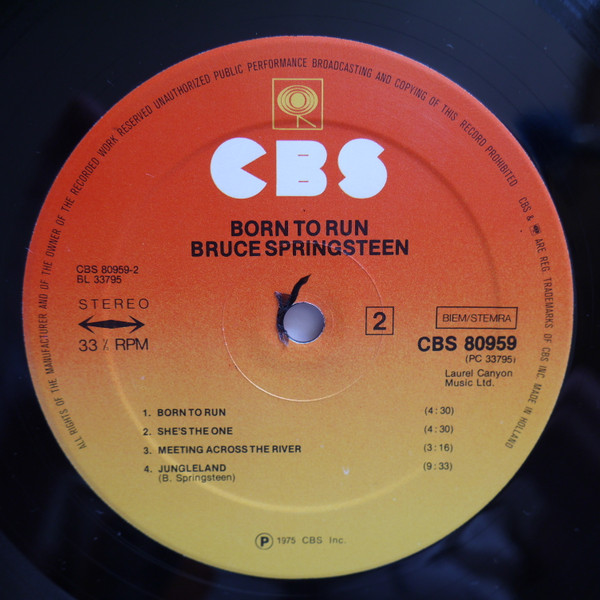 ALL RIGHTS OF THE MANUFACTURER AND OF THE OWNER OF THE RECORDED WORK RESERVED UNAUTHORIZED PUBLIC PERFORMANCE BROADCASTING AND COPYING OF THIS RECORD PROHIBITED
CBS & ARE REG. TRADEMARKS OF CBS INC. MADE IN HOLLAND
CBS
BORN TO RUN
BRUCE SPRINGSTEEN
CBS 80959-2
BL 33795
STEREO
33⅓ RPM
2
BIEM/STEMRA
CBS 80959
(PC 33795)
Laurel Canyon
Music Ltd.
1. BORN TO RUN (4:30)
2. SHE'S THE ONE (4:30)
3. MEETING ACROSS THE RIVER (3:16)
4. JUNGLELAND (9:33)
(B. Springsteen)
Ⓟ 1975 CBS Inc.